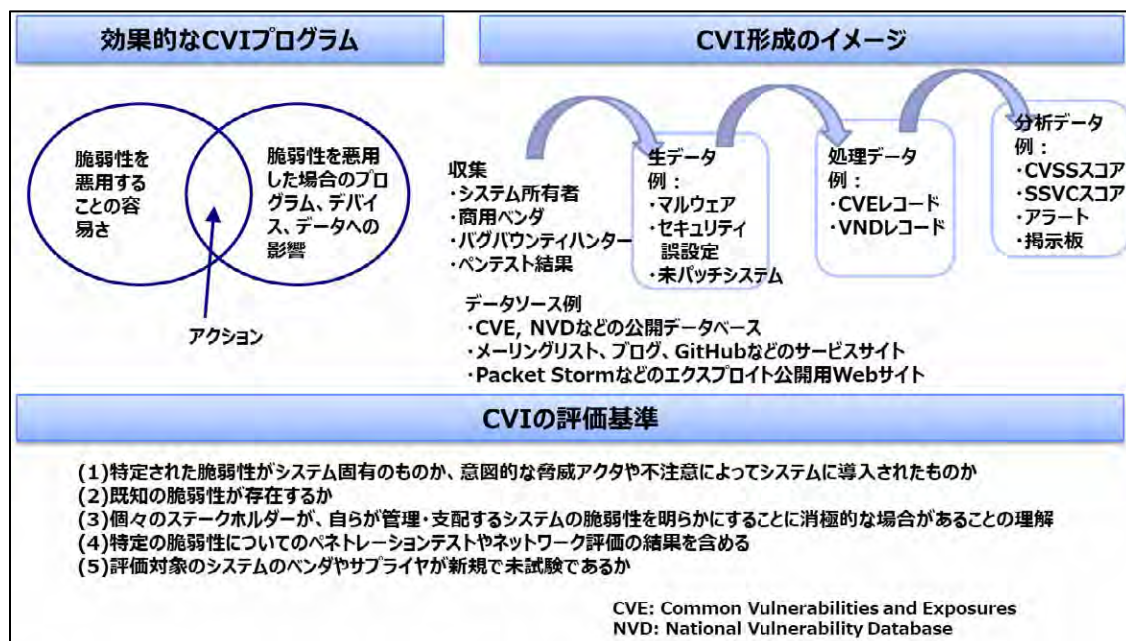 効果的なCVIプログラム
脆弱性を
悪用する
ことの容
易さ
脆弱性を悪用
した場合のプロ
グラム、デバイ
ス、データへの
影響
アクション
CVI形成のイメージ
収集
・システム所有者
・商用ベンダ
・バグバウンティハンター
・ペンテスト結果
生データ
例：
・マルウェア
・セキュリティ
誤設定
・未パッチシステム
処理データ
例：
・CVEレコード
・VNDレコード
分析データ
例：
・CVSSスコア
・SSVCスコア
・アラート
・掲示板
データソース例
・CVE, NVDなどの公開データベース
・メーリングリスト、ブログ、GitHubなどのサービスサイト
・Packet Stormなどのエクスプロイト公開用Webサイト
CVIの評価基準
(1)特定された脆弱性がシステム固有のものか、意図的な脅威アクタや不注意によってシステムに導入されたものか
(2)既知の脆弱性が存在するか
(3)個々のステークホルダーが、自らが管理・支配するシステムの脆弱性を明らかにすることに消極的な場合があることの理解
(4)特定の脆弱性についてのペネトレーションテストやネットワーク評価の結果を含める
(5)評価対象のシステムのベンダやサプライヤが新規で未試験であるか
CVE: Common Vulnerabilities and Exposures
NVD: National Vulnerability Database